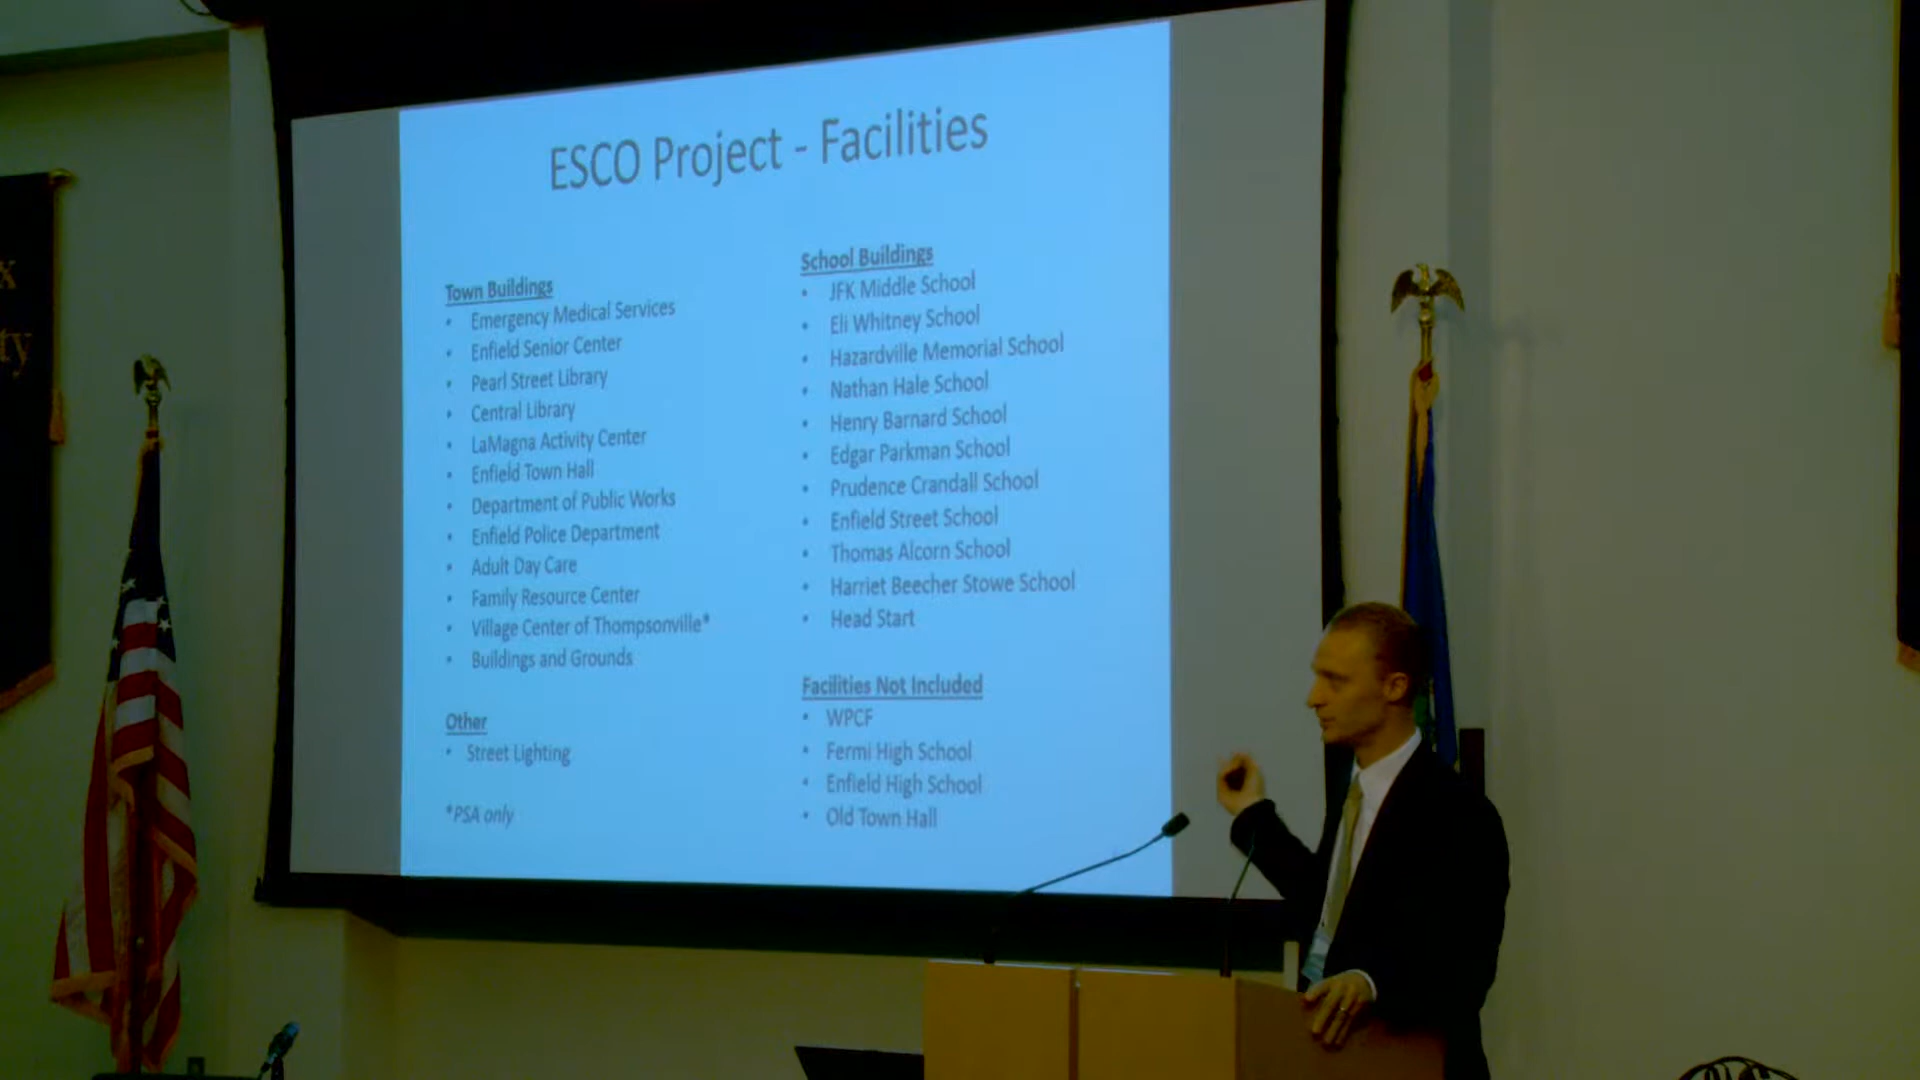 x
ty
ESCO Project - Facilities
Town Buildings
• Emergency Medical Services
• Enfield Senior Center
• Pearl Street Library
• Central Library
• LaMagna Activity Center
• Enfield Town Hall
• Department of Public Works
• Enfield Police Department
• Adult Day Care
• Family Resource Center
• Village Center of Thompsonville*
• Buildings and Grounds
Other
• Street Lighting
*PSA only
School Buildings
• JFK Middle School
• Eli Whitney School
• Hazardville Memorial School
• Nathan Hale School
• Henry Barnard School
• Edgar Parkman School
• Prudence Crandall School
• Enfield Street School
• Thomas Alcorn School
• Harriet Beecher Stowe School
• Head Start
Facilities Not Included
• WPCF
• Fermi High School
• Enfield High School
• Old Town Hall